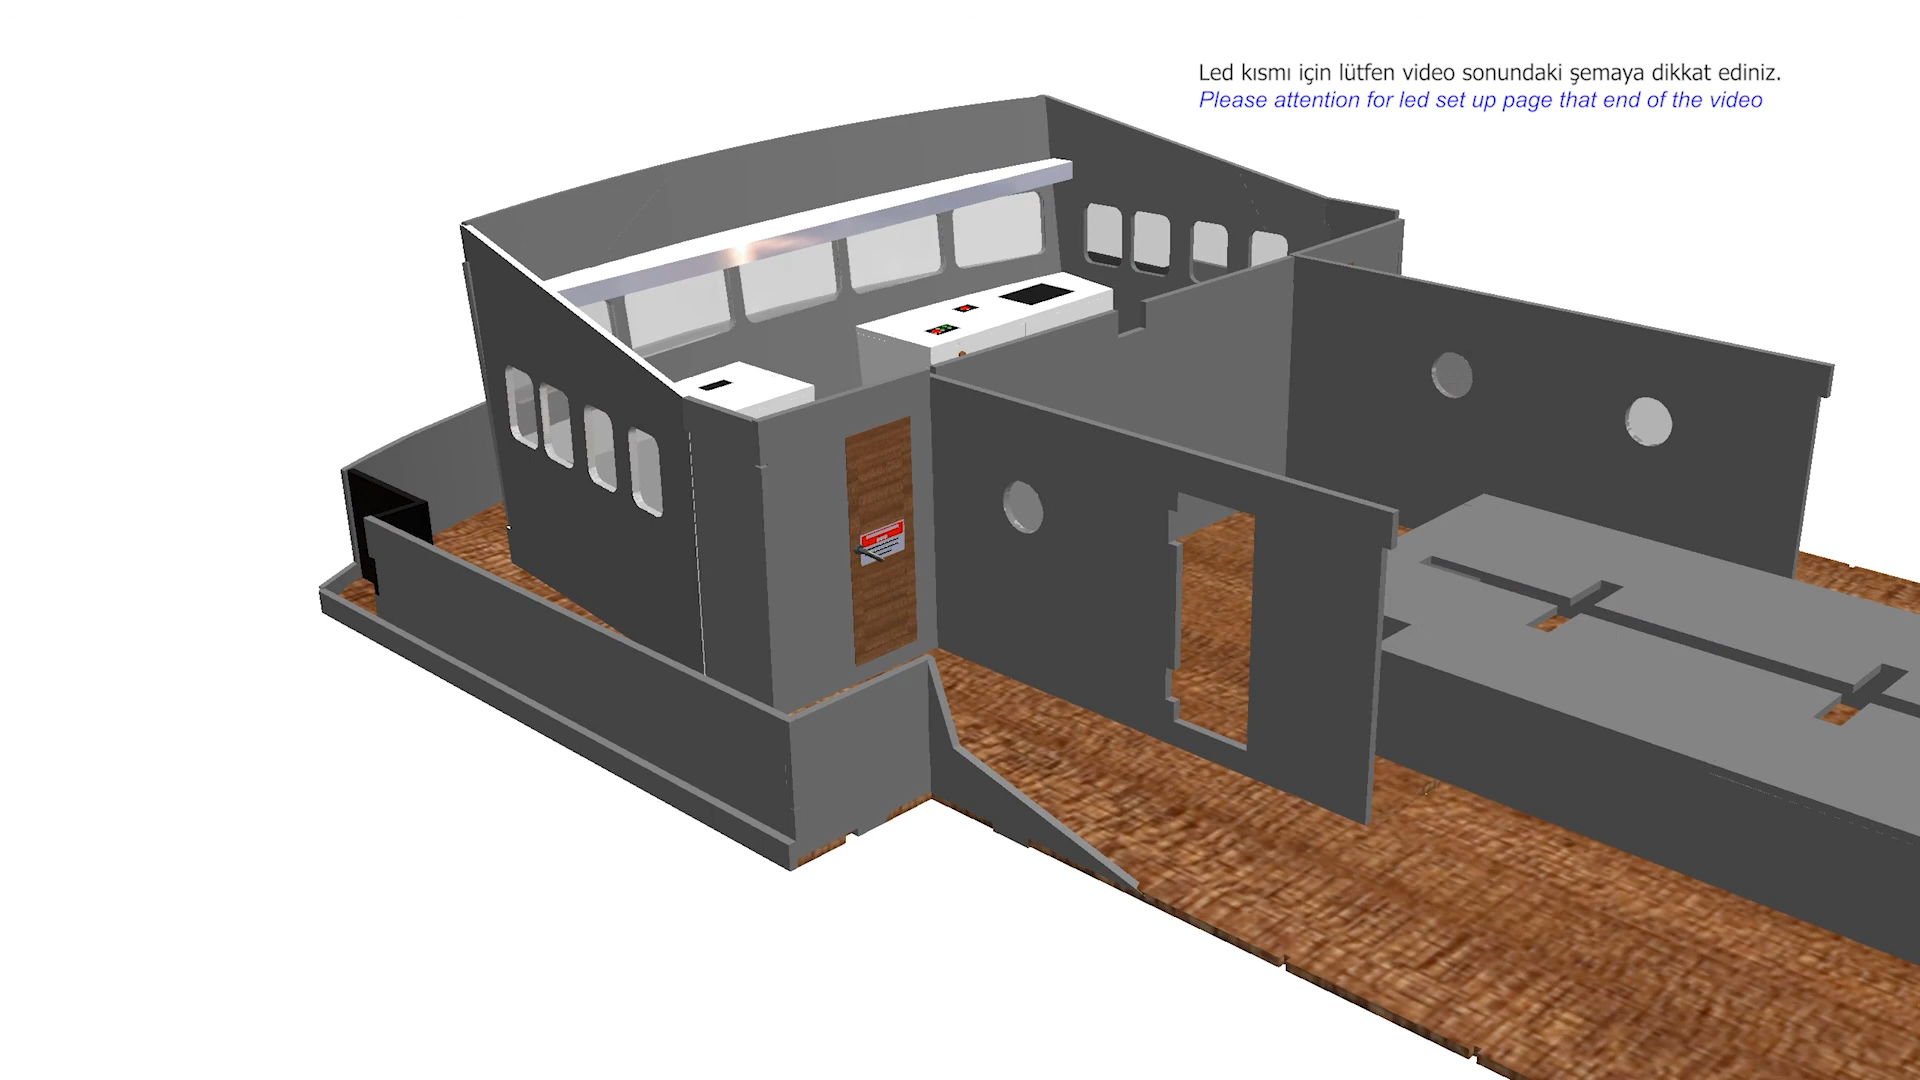 Led kısmı için lütfen video sonundaki şemaya dikkat ediniz.
Please attention for led set up page that end of the video